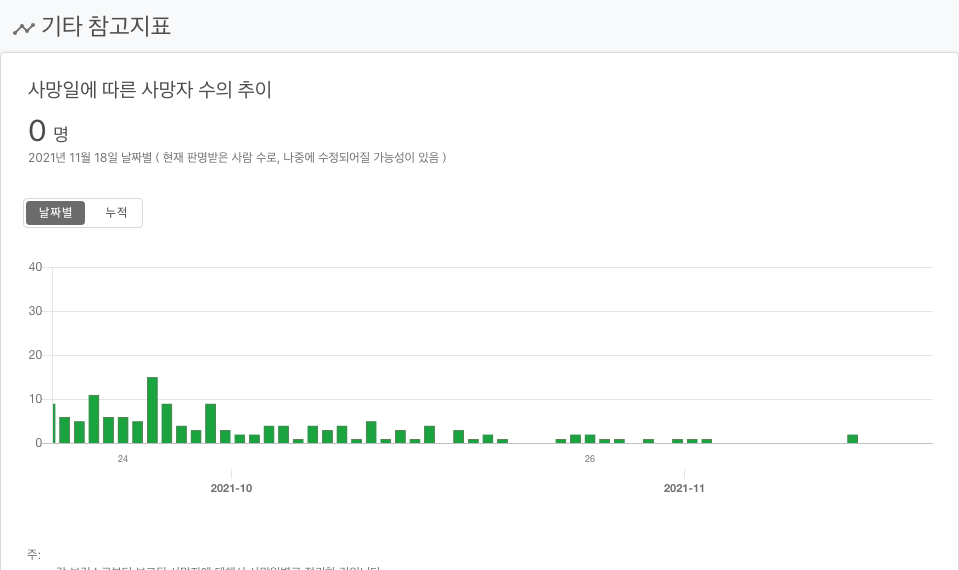 기타 참고지표
사망일에 따른 사망자 수의 추이
0 명
2021년 11월 18일 날짜별 ( 현재 판명받은 사람 수로, 나중에 수정되어질 가능성이 있음 )
날짜별 누적
40
30
20
10
0
24 26
2021-10 2021-11
주: